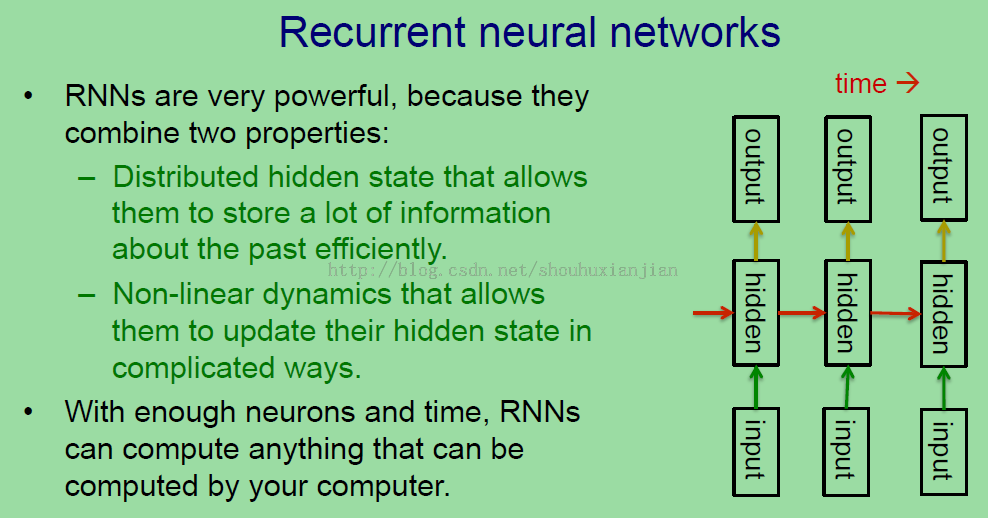 Recurrent neural networks
• RNNs are very powerful, because they
combine two properties:
– Distributed hidden state that allows
them to store a lot of information
about the past efficiently.
– Non-linear dynamics that allows
them to update their hidden state in
complicated ways.
• With enough neurons and time, RNNs
can compute anything that can be
computed by your computer.
http://blog.csdn.net/shouhuxianjian
time →
output
output
output
hidden
hidden
hidden
input
input
input